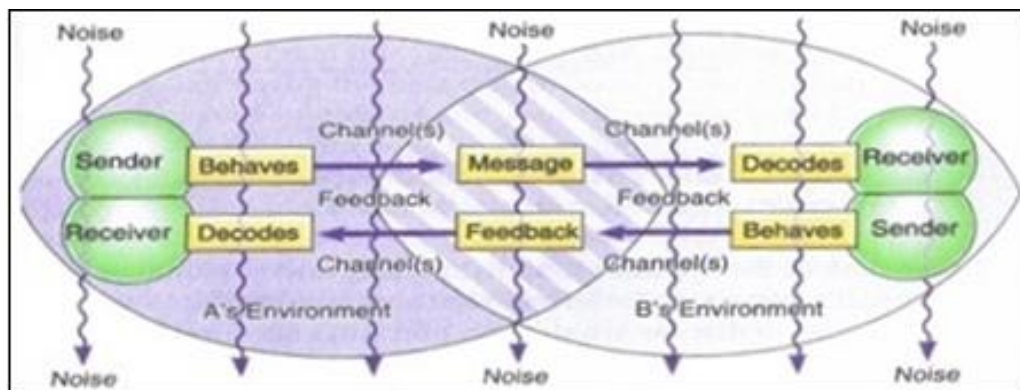 Noise Noise Noise
Channel(s) Channel(s)
Sender Behaves Message Decodes Receiver
Feedback Feedback
Receiver Decodes Feedback Behaves Sender
Channel(s) Channel(s)
A's Environment B's Environment
Noise Noise Noise